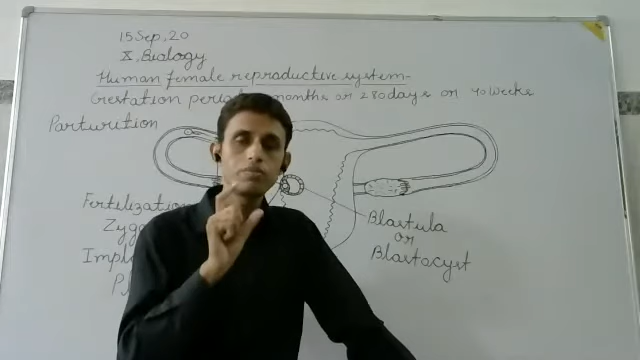 15 Sep, 20
X, Biology
Human female reproductive system-
Gestation months or 280 days or 40 weeks
Parturition
Fertilization
Blastula
or
Blastocyst